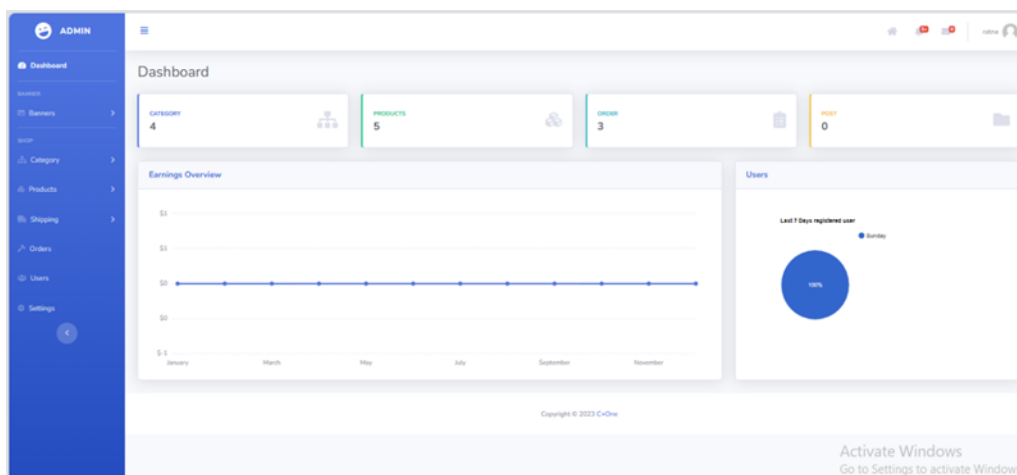 ADMIN
Dashboard
BANNER
Banners
SHOP
Category
Products
Shipping
Orders
Users
Settings
Dashboard
CATEGORY
4
PRODUCTS
5
ORDER
3
POST
0
Earnings Overview
$1
$1
$0
$0
$-1
January
March
May
July
September
November
Users
Last 7 Days registered user
Sunday
100%
Copyright © 2023 C+One
Activate Windows
Go to Settings to activate Window